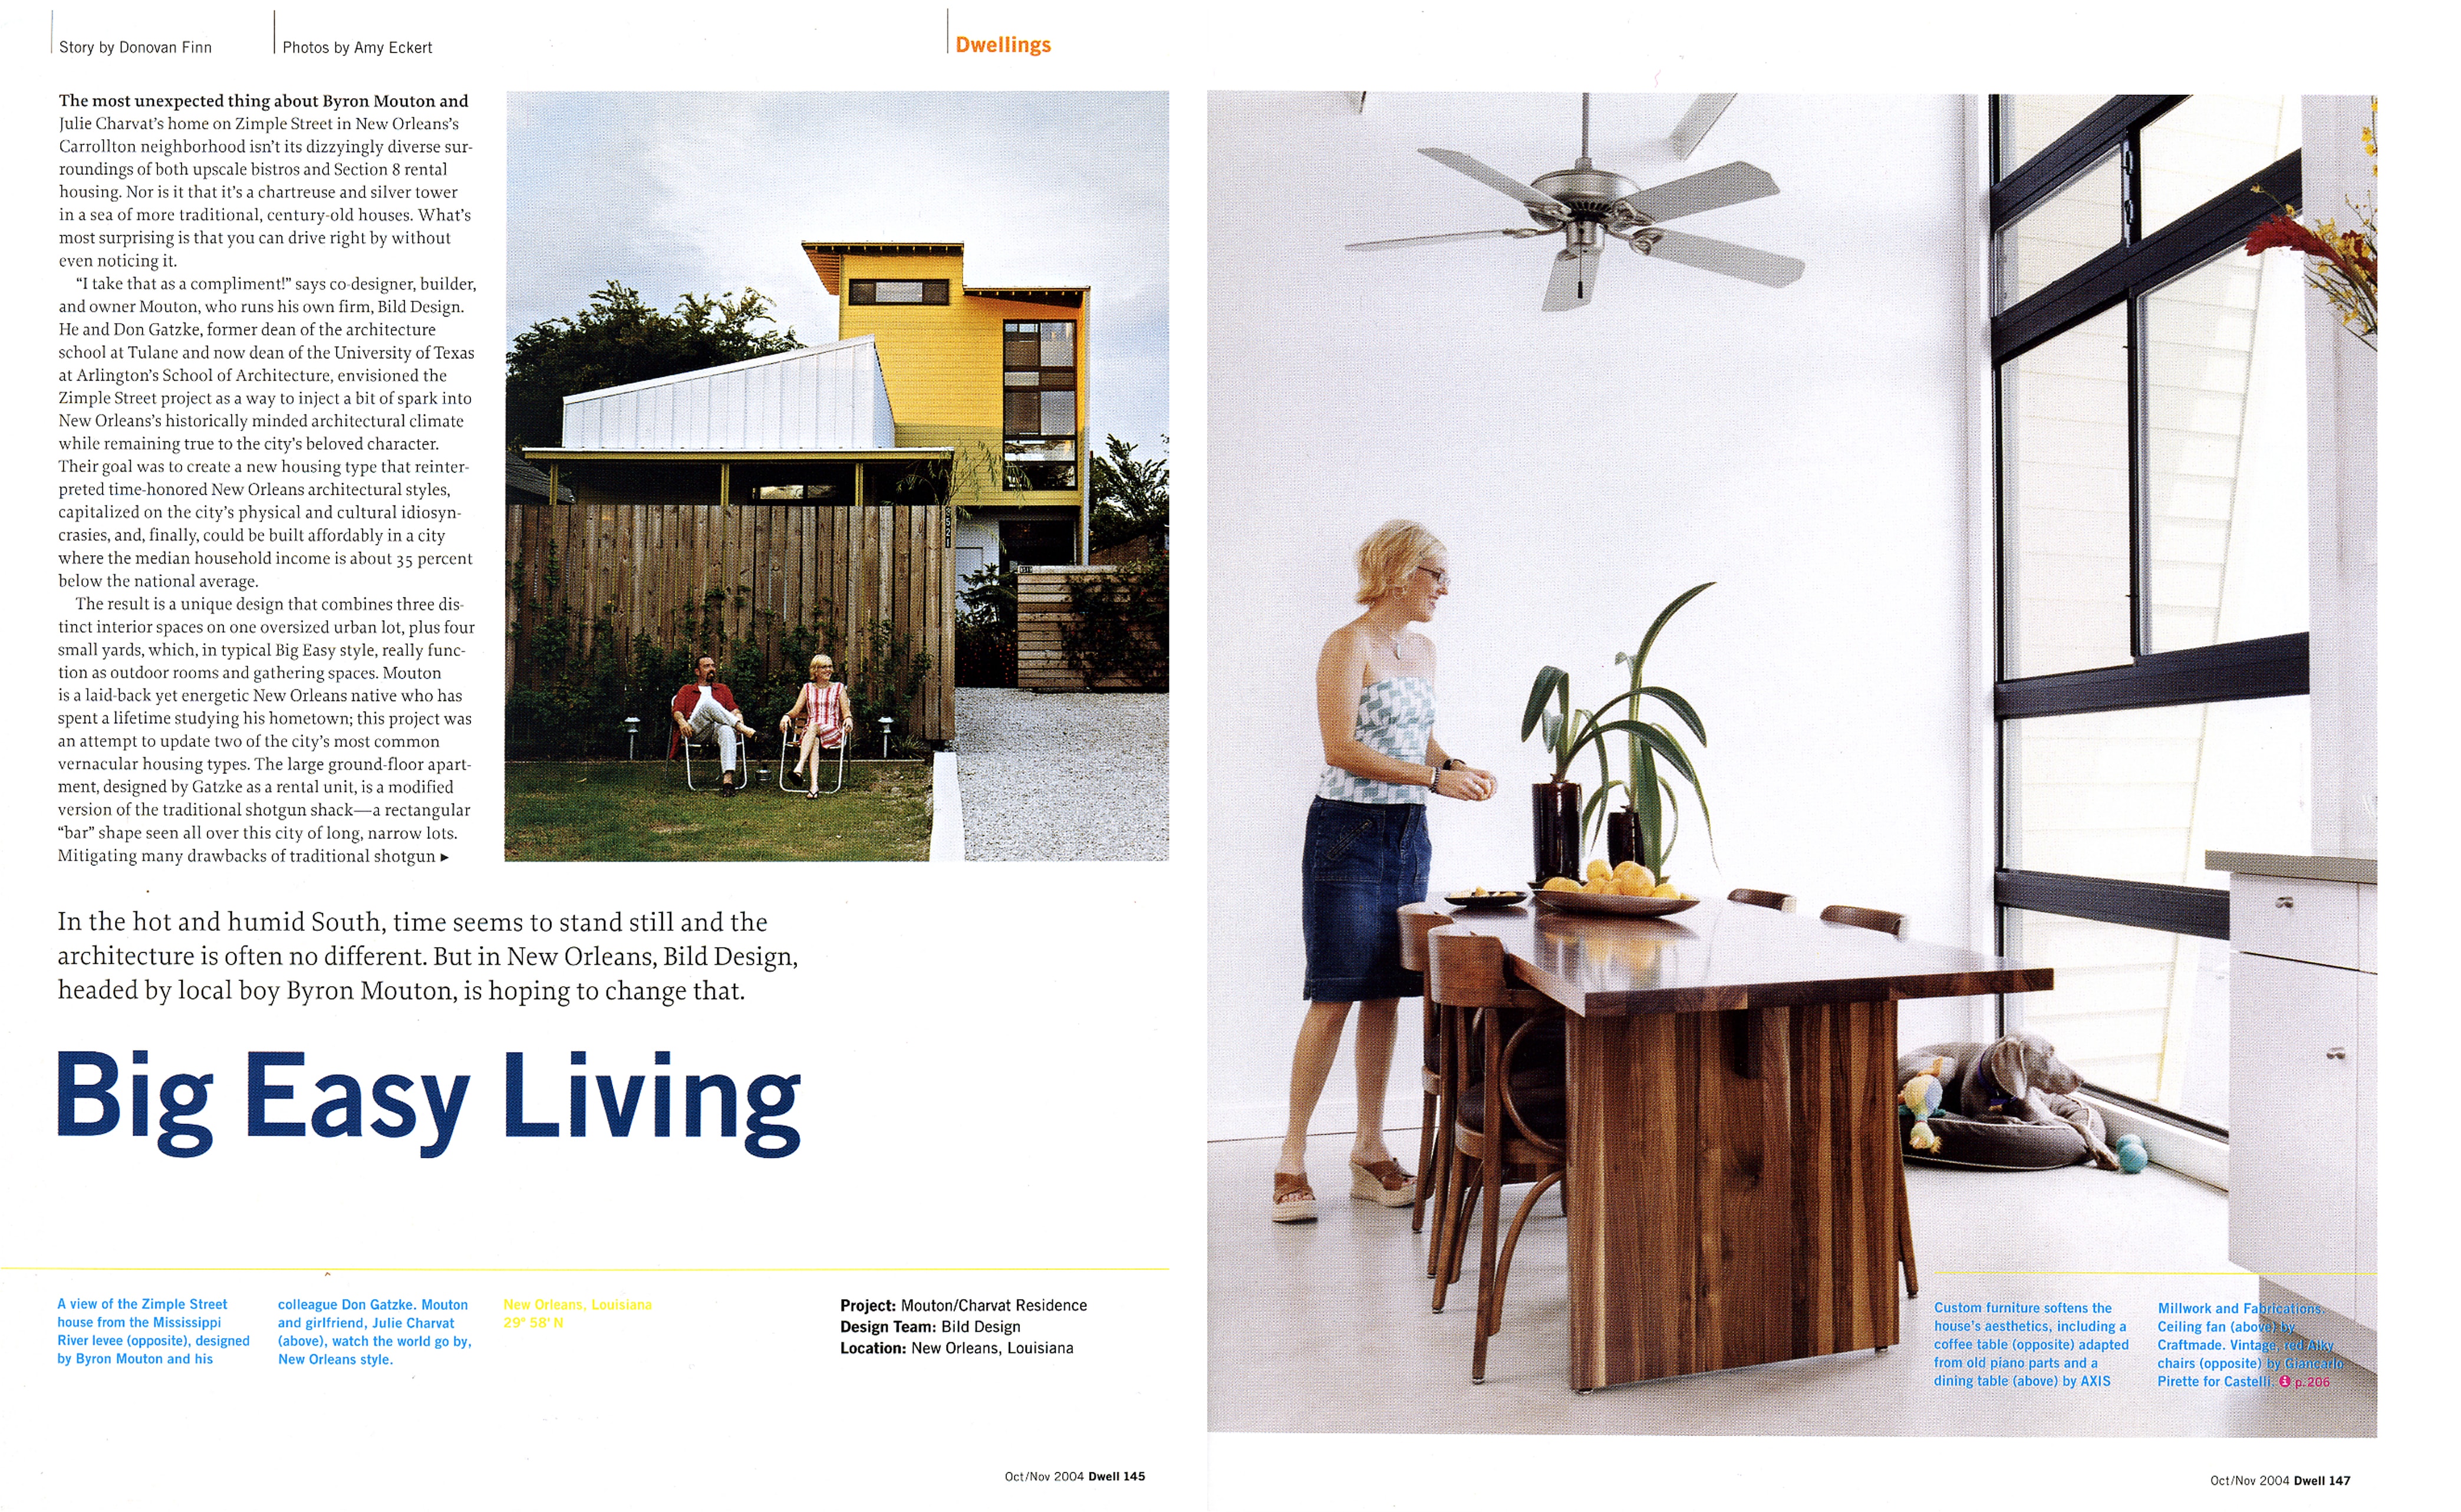 Story by Donovan Finn
Photos by Amy Eckert
Dwellings
The most unexpected thing about Byron Mouton and
Julie Charvat's home on Zimple Street in New Orleans's
Carrollton neighborhood isn't its dizzyingly diverse sur-
roundings of both upscale bistros and Section 8 rental
housing. Nor is it that it's a chartreuse and silver tower
in a sea of more traditional, century-old houses. What's
most surprising is that you can drive right by without
even noticing it.
"I take that as a compliment!" says co-designer, builder,
and owner Mouton, who runs his own firm, Bild Design.
He and Don Gatzke, former dean of the architecture
school at Tulane and now dean of the University of Texas
at Arlington's School of Architecture, envisioned the
Zimple Street project as a way to inject a bit of spark into
New Orleans's historically minded architectural climate
while remaining true to the city's beloved character.
Their goal was to create a new housing type that reinter-
preted time-honored New Orleans architectural styles,
capitalized on the city's physical and cultural idiosyn-
crasies, and, finally, could be built affordably in a city
where the median household income is about 35 percent
below the national average.
The result is a unique design that combines three dis-
tinct interior spaces on one oversized urban lot, plus four
small yards, which, in typical Big Easy style, really func-
tion as outdoor rooms and gathering spaces. Mouton
is a laid-back yet energetic New Orleans native who has
spent a lifetime studying his hometown; this project was
an attempt to update two of the city's most common
vernacular housing types. The large ground-floor apart-
ment, designed by Gatzke as a rental unit, is a modified
version of the traditional shotgun shack—a rectangular
"bar" shape seen all over this city of long, narrow lots.
Mitigating many drawbacks of traditional shotgun ►
8521
In the hot and humid South, time seems to stand still and the
architecture is often no different. But in New Orleans, Bild Design,
headed by local boy Byron Mouton, is hoping to change that.
Big Easy Living
A view of the Zimple Street
house from the Mississippi
River levee (opposite), designed
by Byron Mouton and his
colleague Don Gatzke. Mouton
and girlfriend, Julie Charvat
(above), watch the world go by,
New Orleans style.
New Orleans, Louisiana
29° 58' N
Project: Mouton/Charvat Residence
Design Team: Bild Design
Location: New Orleans, Louisiana
Oct/Nov 2004 Dwell 145
Custom furniture softens the
house's aesthetics, including a
coffee table (opposite) adapted
from old piano parts and a
dining table (above) by AXIS
Millwork and Fabrications.
Ceiling fan (above) by
Craftmade. Vintage, red Alky
chairs (opposite) by Giancarlo
Pirette for Castelli. i p.206
Oct/Nov 2004 Dwell 147